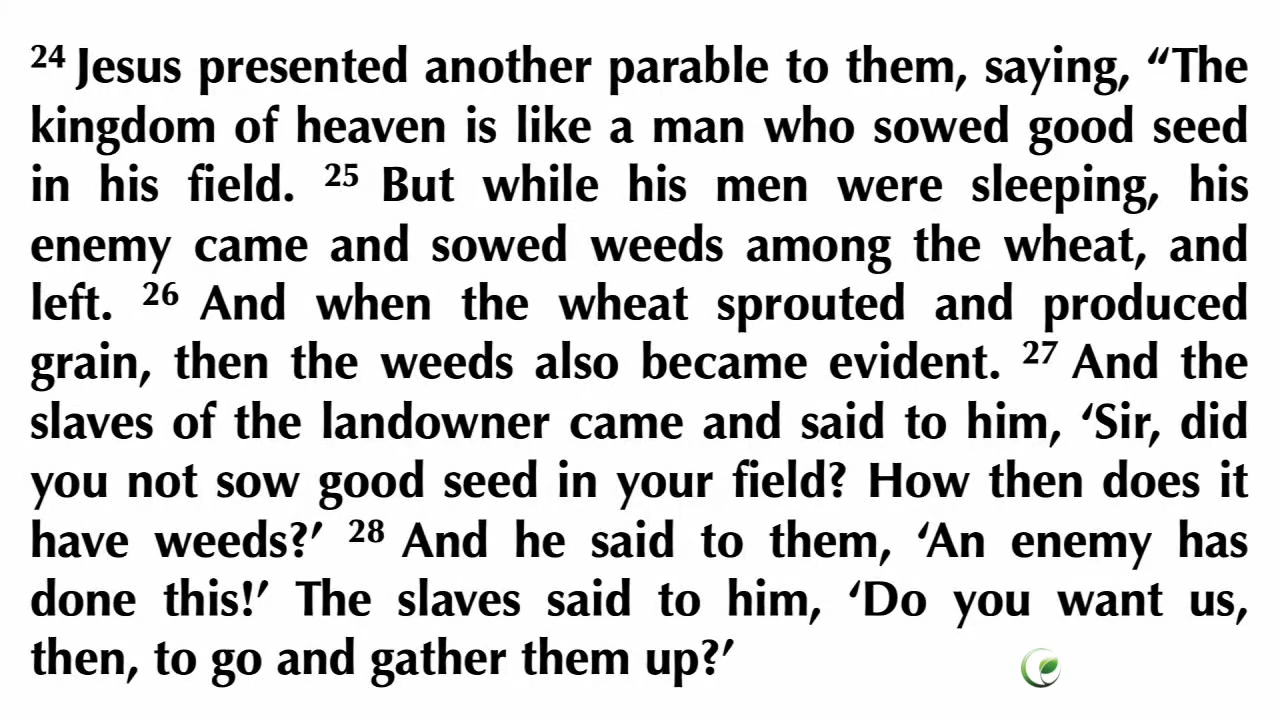 24 Jesus presented another parable to them, saying, “The
kingdom of heaven is like a man who sowed good seed
in his field. 25 But while his men were sleeping, his
enemy came and sowed weeds among the wheat, and
left. 26 And when the wheat sprouted and produced
grain, then the weeds also became evident. 27 And the
slaves of the landowner came and said to him, ‘Sir, did
you not sow good seed in your field? How then does it
have weeds?’ 28 And he said to them, ‘An enemy has
done this!’ The slaves said to him, ‘Do you want us,
then, to go and gather them up?’